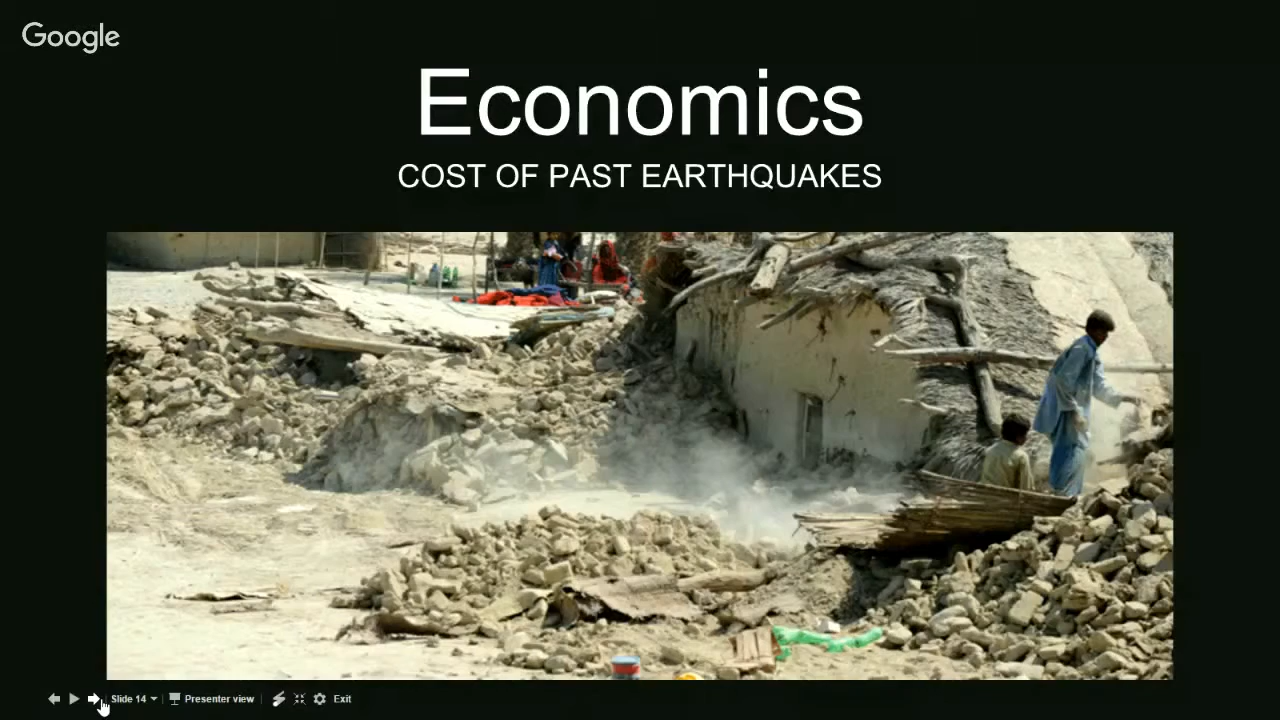 Google
Economics
COST OF PAST EARTHQUAKES
Slide 14
Presenter view
Exit